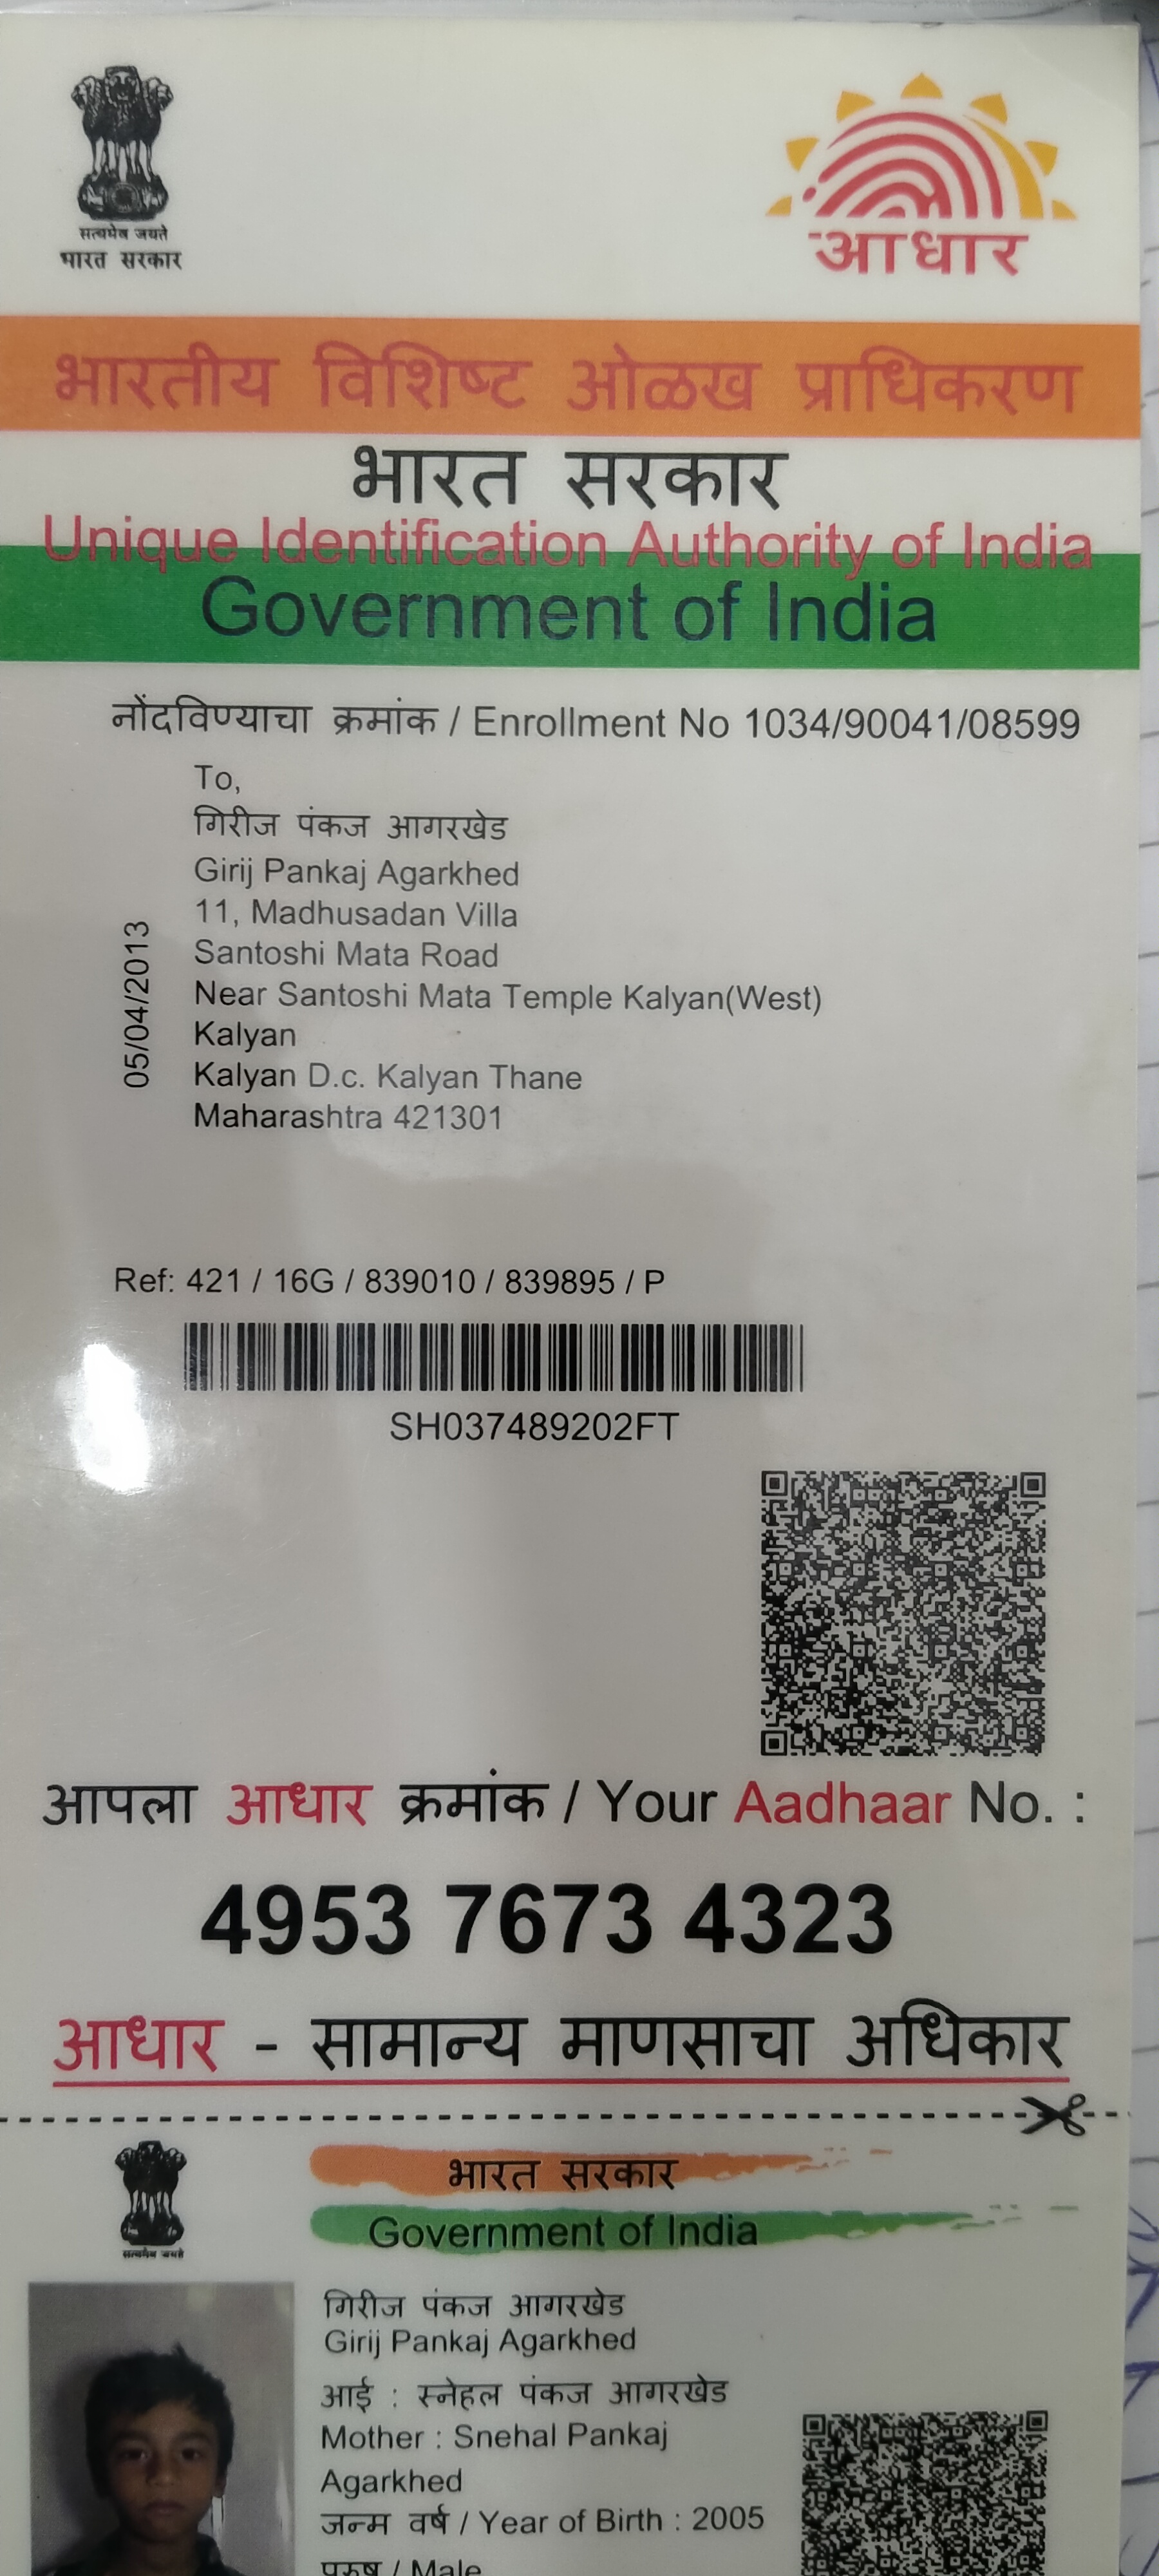 सत्यमेव जयते
भारत सरकार
आधार
भारतीय विशिष्ट ओळख प्राधिकरण
भारत सरकार
Unique Identification Authority of India
Government of India
नोंदविण्याचा क्रमांक / Enrollment No 1034/90041/08599
To,
गिरीज पंकज आगरखेड
Girij Pankaj Agarkhed
11, Madhusadan Villa
Santoshi Mata Road
Near Santoshi Mata Temple Kalyan(West)
Kalyan
Kalyan D.c. Kalyan Thane
Maharashtra 421301
05/04/2013
Ref: 421 / 16G / 839010 / 839895 / P
SH037489202FT
आपला आधार क्रमांक / Your Aadhaar No. :
4953 7673 4323
आधार - सामान्य माणसाचा अधिकार
भारत सरकार
Government of India
सत्यमेव जयते
गिरीज पंकज आगरखेड
Girij Pankaj Agarkhed
आई : स्नेहल पंकज आगरखेड
Mother : Snehal Pankaj
Agarkhed
जन्म वर्ष / Year of Birth : 2005
पुरुष / Male